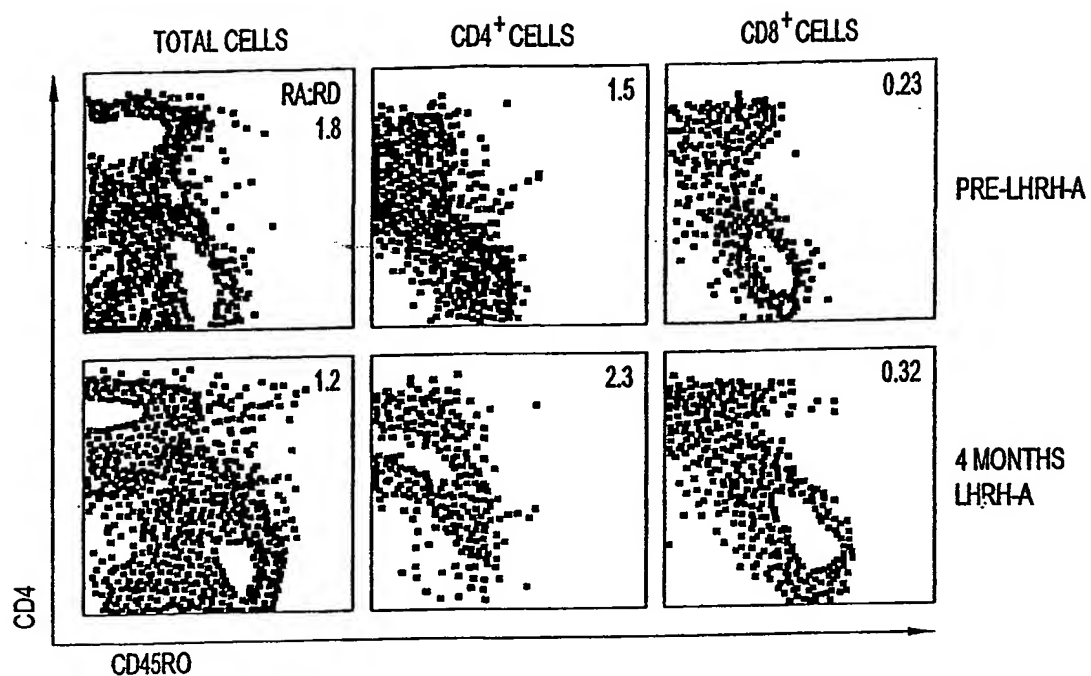 TOTAL CELLS
CD4+ CELLS
CD8+ CELLS
RA:RD
1.8
1.5
0.23
PRE-LHRH-A
1.2
2.3
0.32
4 MONTHS
LHRH-A
CD4
CD45RO